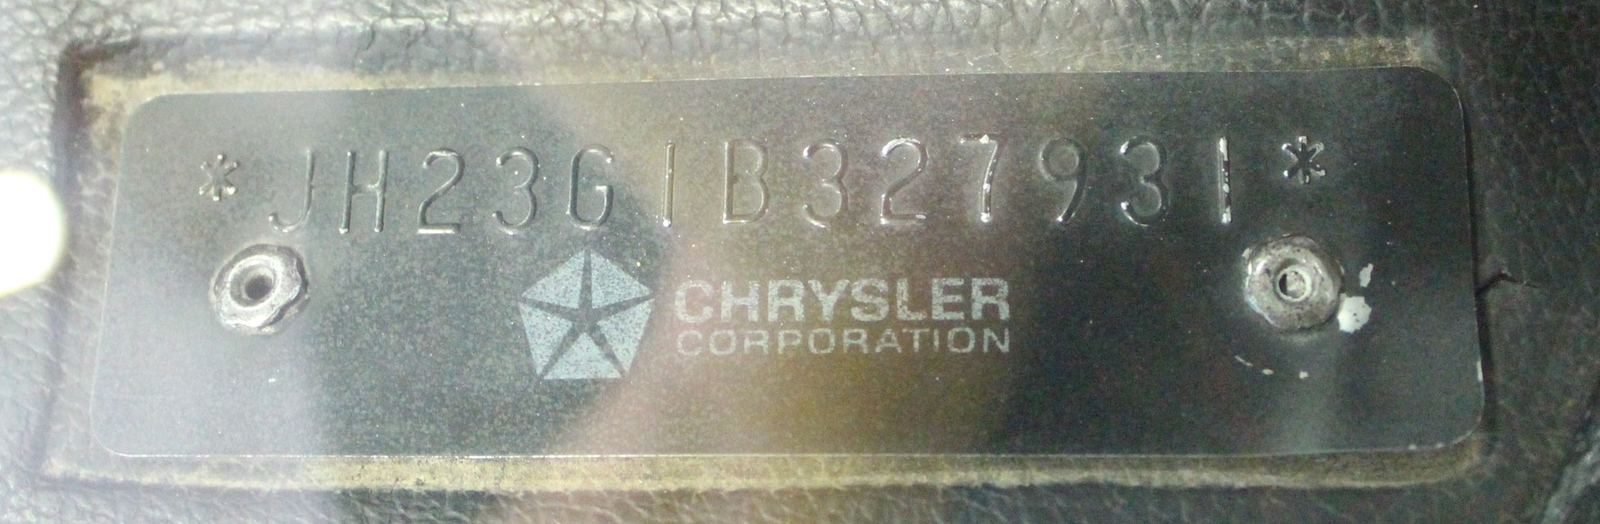 *JH23G1B327931*
CHRYSLER
CORPORATION